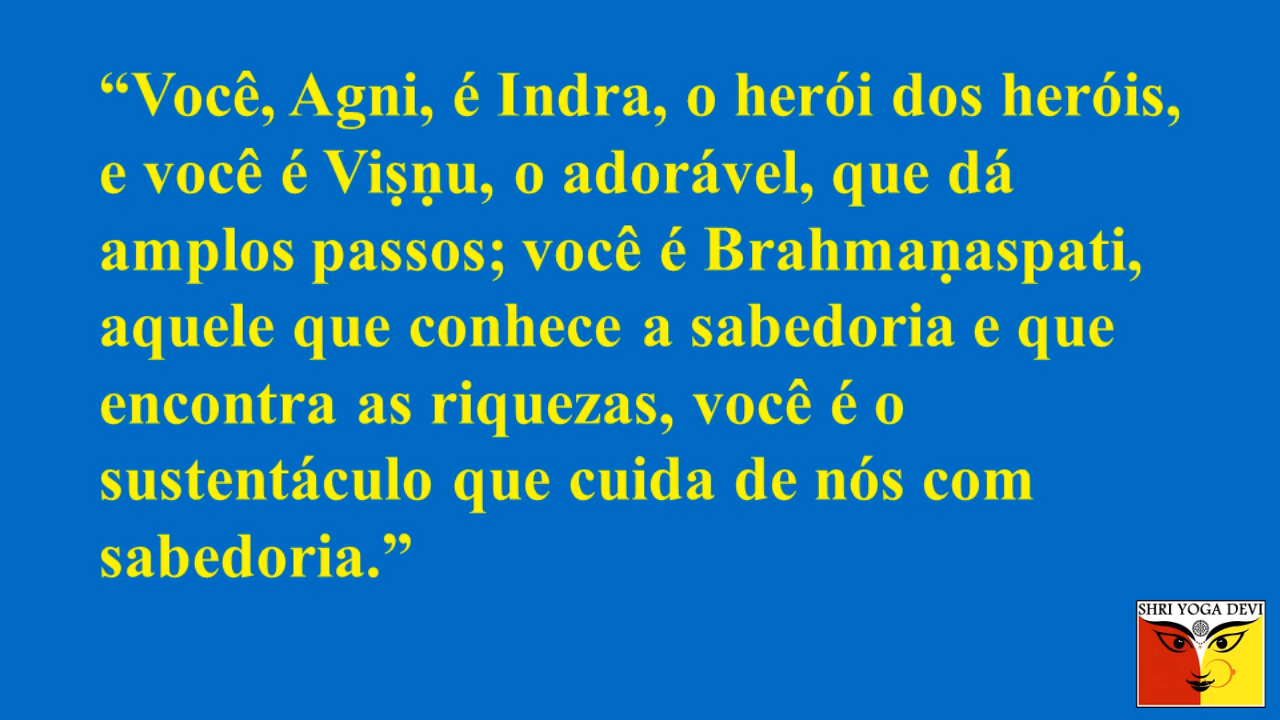 “Você, Agni, é Indra, o herói dos heróis,
e você é Viṣṇu, o adorável, que dá
amplos passos; você é Brahmaṇaspati,
aquele que conhece a sabedoria e que
encontra as riquezas, você é o
sustentáculo que cuida de nós com
sabedoria.”
SHRI YOGA DEVI